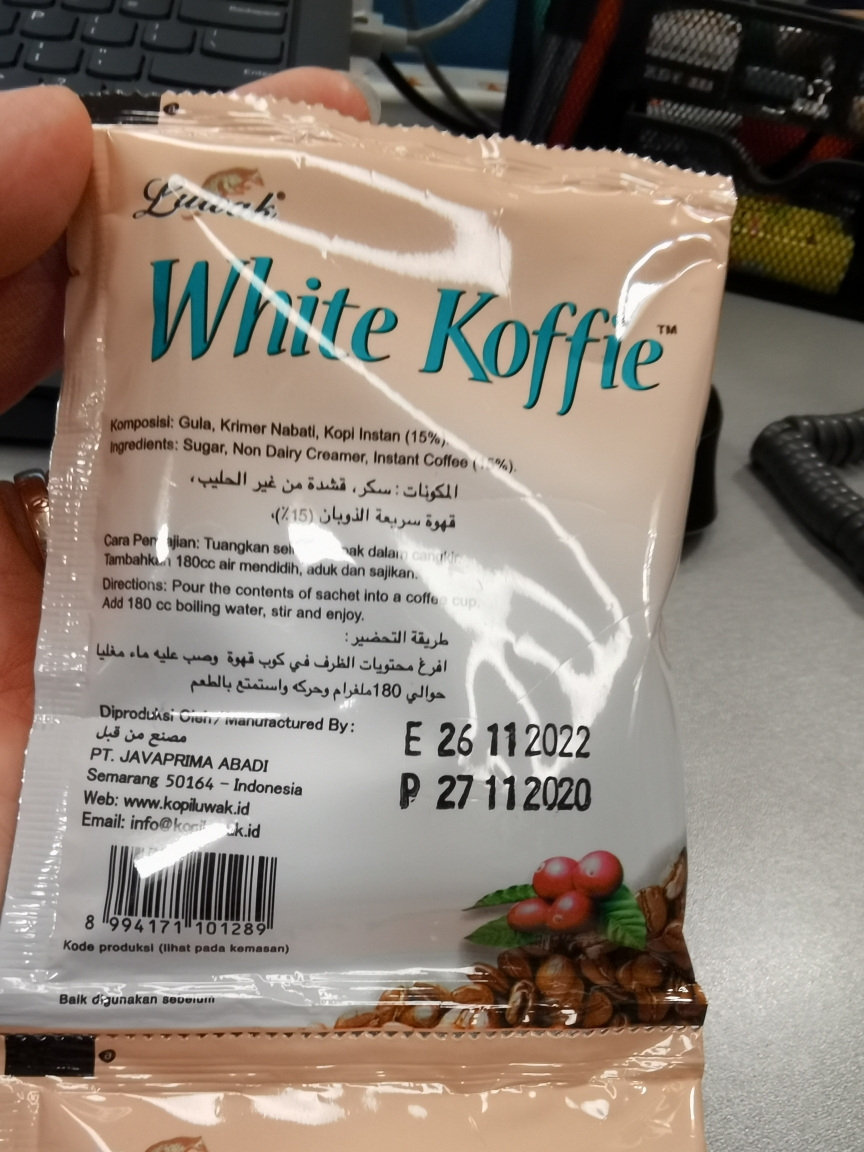 Luwak®
White Koffie™
Komposisi: Gula, Krimer Nabati, Kopi Instan (15%).
Ingredients: Sugar, Non Dairy Creamer, Instant Coffee (15%).
المكونات: سكر، قشدة من غير الحليب،
قهوة سريعة الذوبان (15٪)،
Cara Penyajian: Tuangkan dalam cangkir.
Tambahkan 180cc air mendidih, aduk dan sajikan.
Directions: Pour the contents of sachet into a coffee cup.
Add 180 cc boiling water, stir and enjoy.
طريقة التحضير:
افرغ محتويات الظرف في كوب قهوة وصب عليه ماء مغليا
حوالي 180ملغرام وحركه واستمتع بالطعم
Diproduksi Oleh / Manufactured By:
مصنع من قبل
PT. JAVAPRIMA ABADI
Semarang 50164 - Indonesia
Web: www.kopiluwak.id
Email: info@kopiluwak.id
E 26 11 2022
P 27 11 2020
8 994171 101289
Kode produksi (lihat pada kemasan)
Baik digunakan sebelum